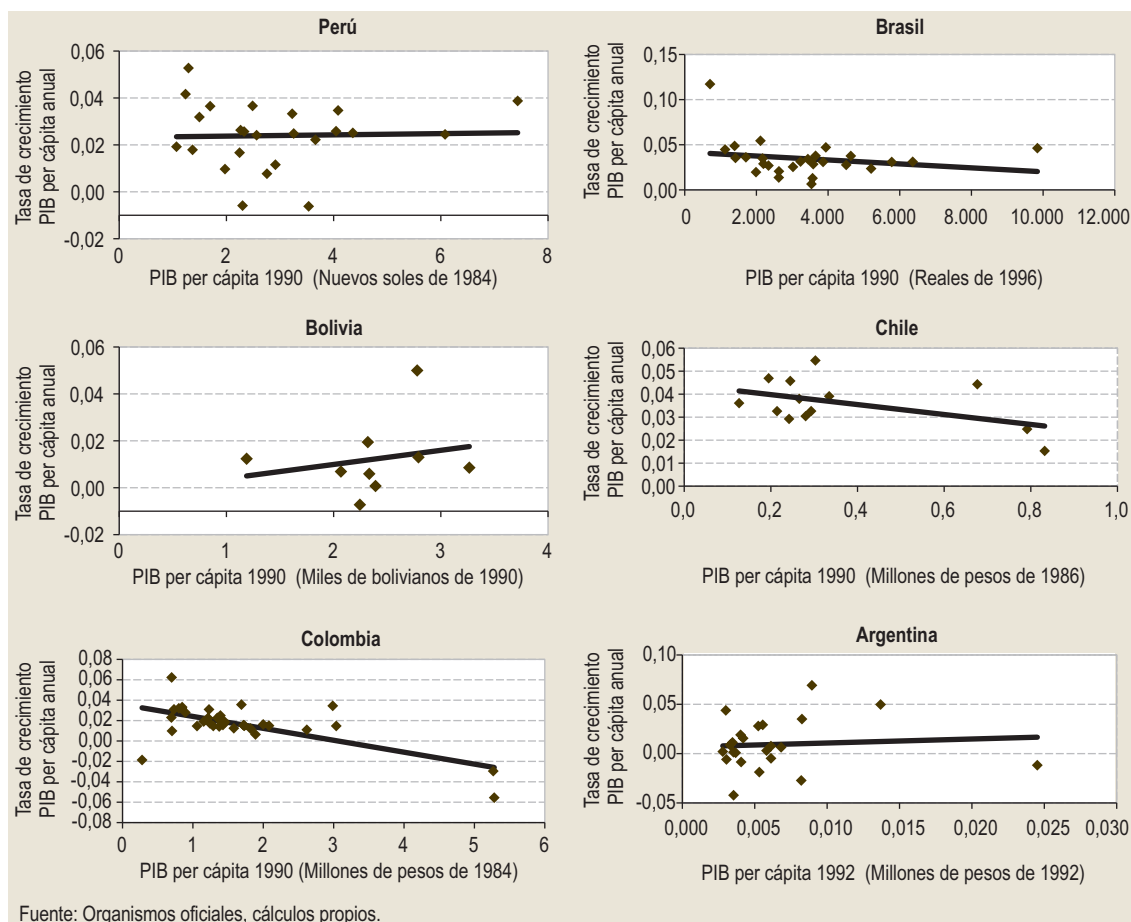 Perú
Tasa de crecimiento
PIB per cápita anual
0,06
0,04
0,02
0,00
-0,02
0 2 4 6 8
PIB per cápita 1990 (Nuevos soles de 1984)
Brasil
Tasa de crecimiento
PIB per cápita anual
0,15
0,10
0,05
0,00
0 2.000 4.000 6.000 8.000 10.000 12.000
PIB per cápita 1990 (Reales de 1996)
Bolivia
Tasa de crecimiento
PIB per cápita anual
0,06
0,04
0,02
0,00
-0,02
0 1 2 3 4
PIB per cápita 1990 (Miles de bolivianos de 1990)
Chile
Tasa de crecimiento
PIB per cápita anual
0,06
0,05
0,04
0,03
0,02
0,01
0,00
0,0 0,2 0,4 0,6 0,8 1,0
PIB per cápita 1990 (Millones de pesos de 1986)
Colombia
Tasa de crecimiento
PIB per cápita anual
0,08
0,06
0,04
0,02
0,00
-0,02
-0,04
-0,06
-0,08
0 1 2 3 4 5 6
PIB per cápita 1990 (Millones de pesos de 1984)
Argentina
Tasa de crecimiento
PIB per cápita anual
0,10
0,05
0,00
-0,05
0,000 0,005 0,010 0,015 0,020 0,025 0,030
PIB per cápita 1992 (Millones de pesos de 1992)
Fuente: Organismos oficiales, cálculos propios.